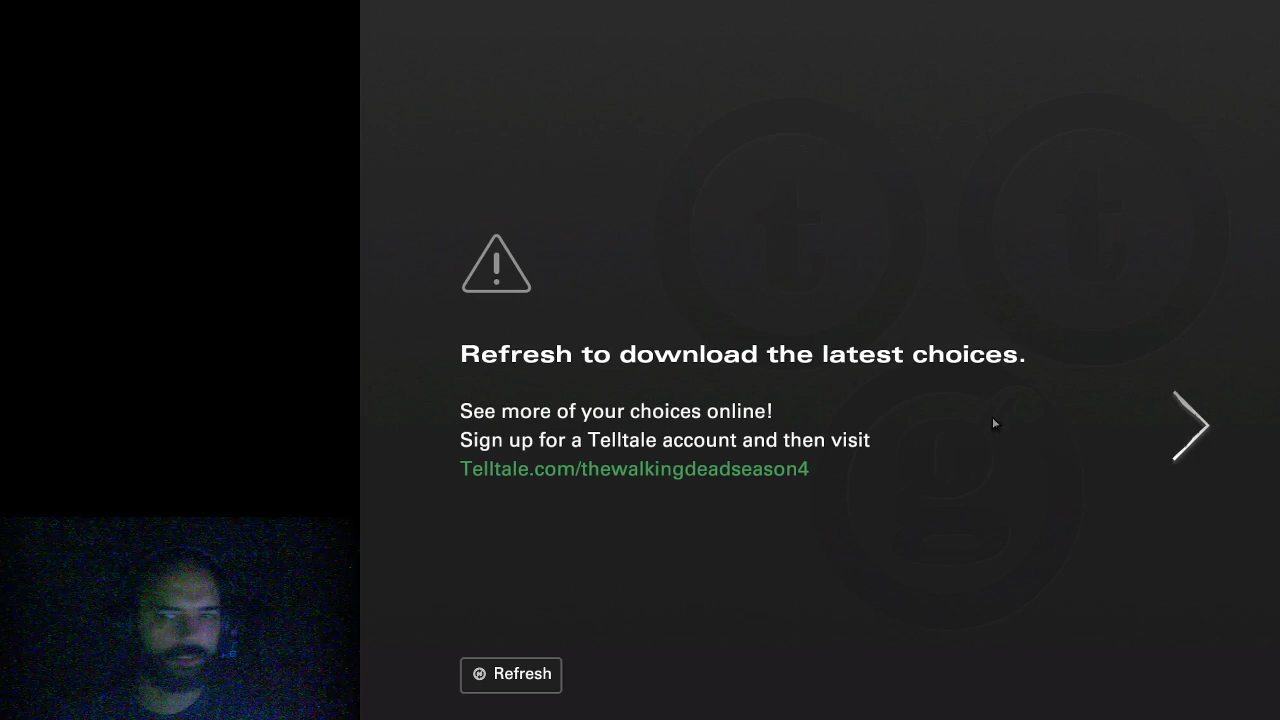 Refresh to download the latest choices.
See more of your choices online!
Sign up for a Telltale account and then visit
Telltale.com/thewalkingdeadseason4
Refresh